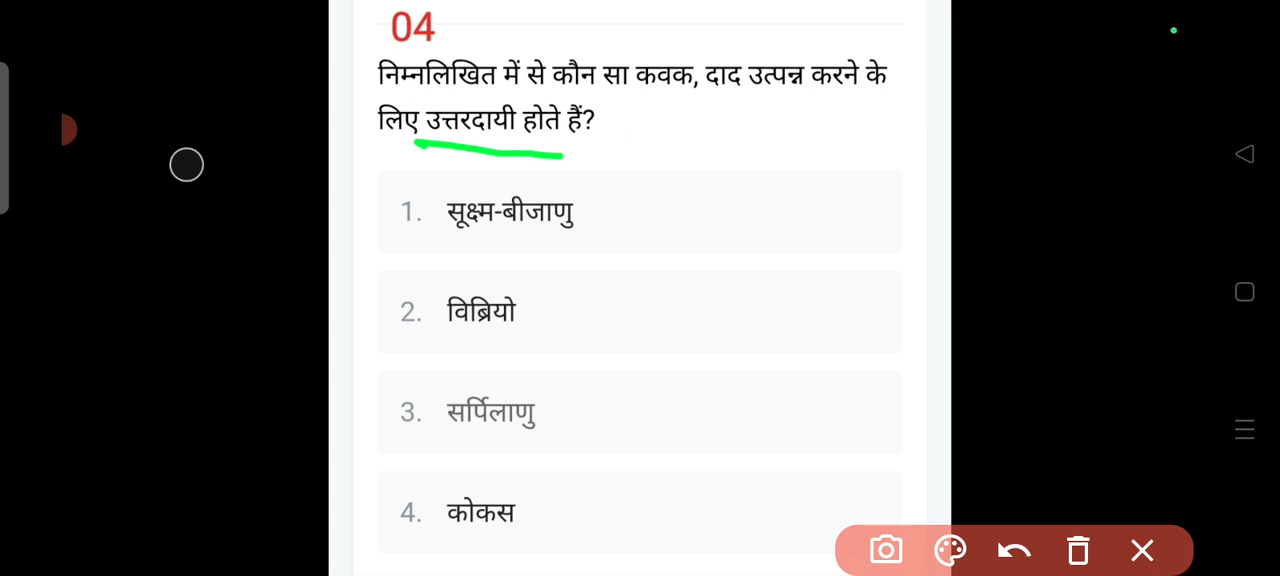 04
निम्नलिखित में से कौन सा कवक, दाद उत्पन्न करने के
लिए उत्तरदायी होते हैं?
1. सूक्ष्म-बीजाणु
2. विब्रियो
3. सर्पिलाणु
4. कोकस